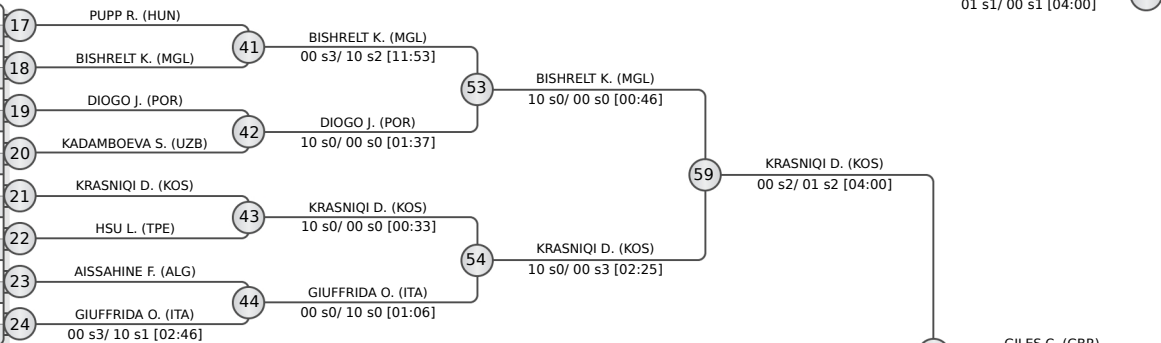 01 s1/ 00 s1 [04:00]
17
PUPP R. (HUN)
41
BISHRELT K. (MGL)
00 s3/ 10 s2 [11:53]
18
BISHRELT K. (MGL)
53
BISHRELT K. (MGL)
10 s0/ 00 s0 [00:46]
19
DIOGO J. (POR)
42
DIOGO J. (POR)
10 s0/ 00 s0 [01:37]
20
KADAMBOEVA S. (UZB)
59
KRASNIQI D. (KOS)
00 s2/ 01 s2 [04:00]
21
KRASNIQI D. (KOS)
43
KRASNIQI D. (KOS)
10 s0/ 00 s0 [00:33]
22
HSU L. (TPE)
54
KRASNIQI D. (KOS)
10 s0/ 00 s3 [02:25]
23
AISSAHINE F. (ALG)
44
GIUFFRIDA O. (ITA)
00 s0/ 10 s0 [01:06]
24
GIUFFRIDA O. (ITA)
00 s3/ 10 s1 [02:46]
GILES C. (GBR)